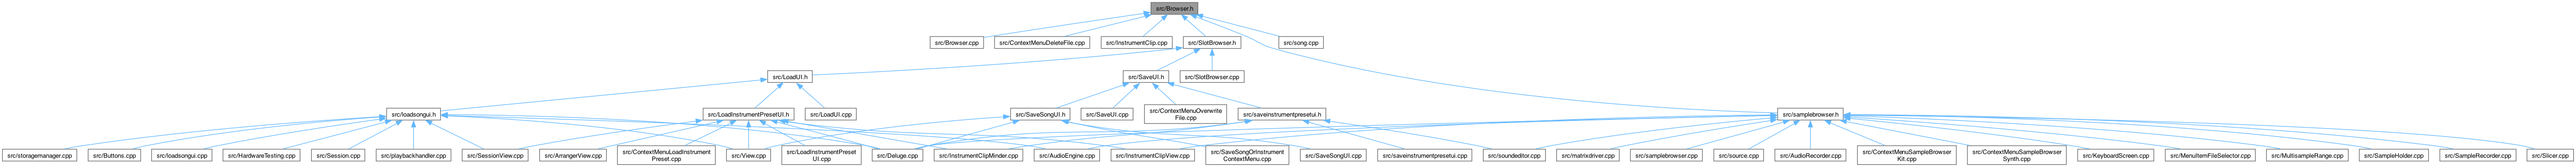 src/Browser.h
src/Browser.cpp
src/ContextMenuDeleteFile.cpp
src/InstrumentClip.cpp
src/SlotBrowser.h
src/song.cpp
src/LoadUI.h
src/SaveUI.h
src/SlotBrowser.cpp
src/loadsongui.h
src/LoadInstrumentPresetUI.h
src/LoadUI.cpp
src/SaveSongUI.h
src/SaveUI.cpp
src/ContextMenuOverwrite
File.cpp
src/saveinstrumentpresetui.h
src/samplebrowser.h
src/storagemanager.cpp
src/Buttons.cpp
src/loadsongui.cpp
src/HardwareTesting.cpp
src/Session.cpp
src/playbackhandler.cpp
src/SessionView.cpp
src/ArrangerView.cpp
src/ContextMenuLoadInstrument
Preset.cpp
src/View.cpp
src/LoadInstrumentPreset
UI.cpp
src/Deluge.cpp
src/InstrumentClipMinder.cpp
src/AudioEngine.cpp
src/InstrumentClipView.cpp
src/SaveSongOrInstrument
ContextMenu.cpp
src/SaveSongUI.cpp
src/saveinstrumentpresetui.cpp
src/soundeditor.cpp
src/matrixdriver.cpp
src/samplebrowser.cpp
src/source.cpp
src/AudioRecorder.cpp
src/ContextMenuSampleBrowser
Kit.cpp
src/ContextMenuSampleBrowser
Synth.cpp
src/KeyboardScreen.cpp
src/MenuItemFileSelector.cpp
src/MultisampleRange.cpp
src/SampleHolder.cpp
src/SampleRecorder.cpp
src/Slicer.cpp